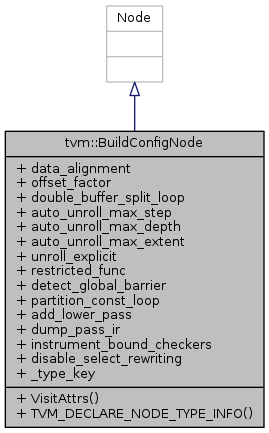 Node
tvm::BuildConfigNode
+ data_alignment
+ offset_factor
+ double_buffer_split_loop
+ auto_unroll_max_step
+ auto_unroll_max_depth
+ auto_unroll_max_extent
+ unroll_explicit
+ restricted_func
+ detect_global_barrier
+ partition_const_loop
+ add_lower_pass
+ dump_pass_ir
+ instrument_bound_checkers
+ disable_select_rewriting
+ _type_key
+ VisitAttrs()
+ TVM_DECLARE_NODE_TYPE_INFO()